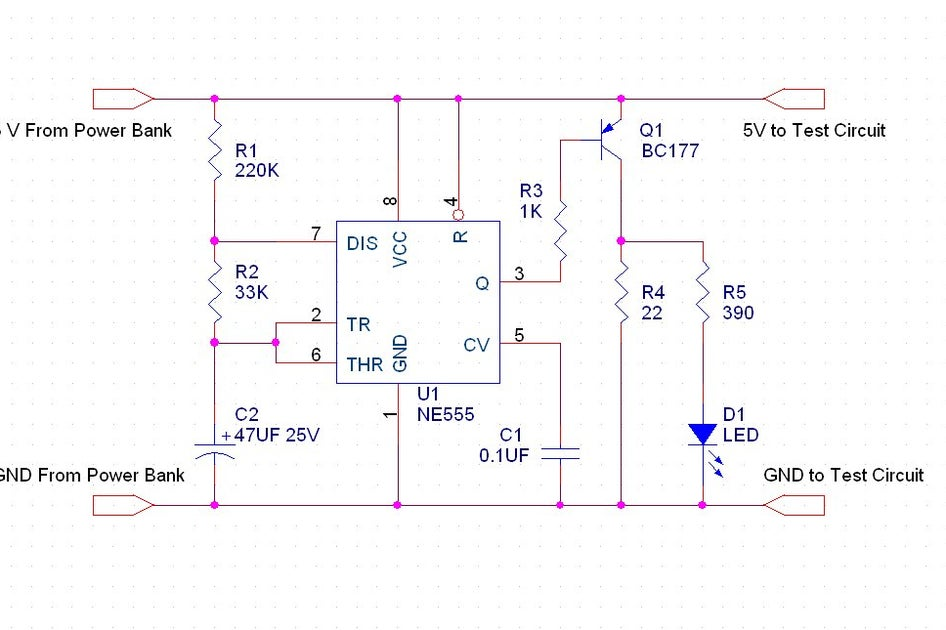 V From Power Bank
5V to Test Circuit
R1
220K
Q1
BC177
R3
1K
8
4
7
DIS
VCC
R
R2
33K
3
Q
R4
22
R5
390
2
TR
5
CV
6
THR
GND
1
U1
NE555
C2
+
47UF 25V
C1
0.1UF
D1
LED
GND From Power Bank
GND to Test Circuit